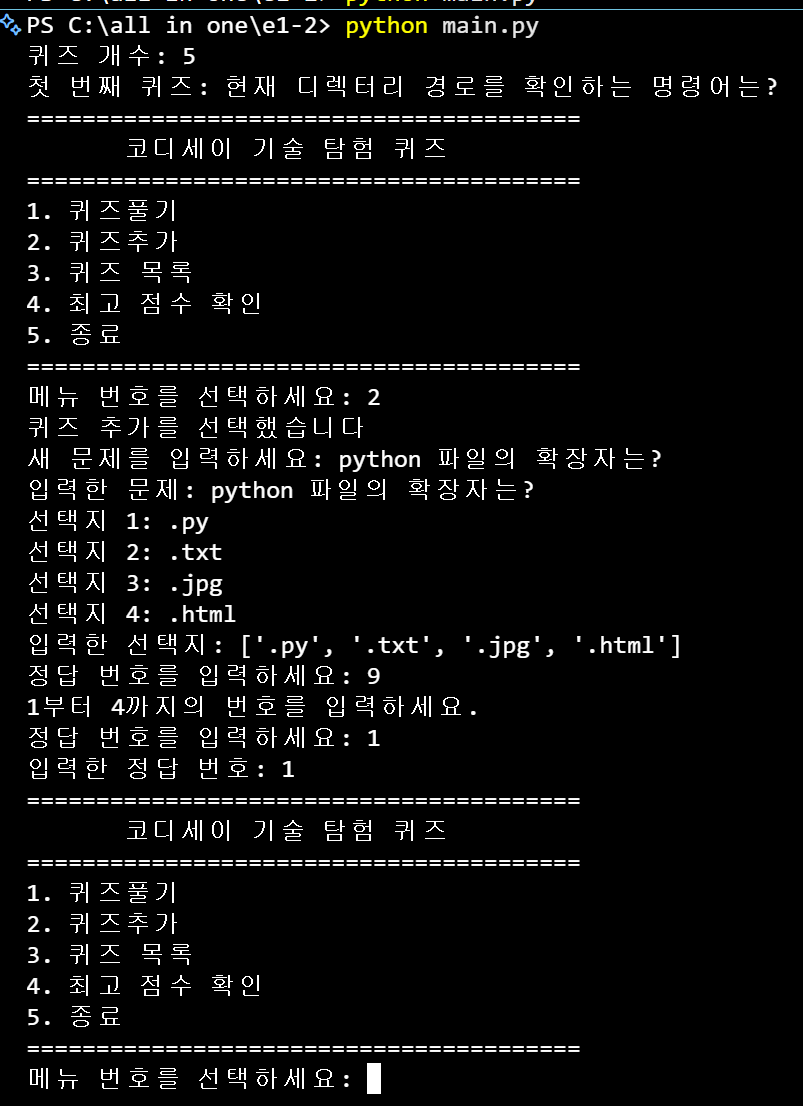 PS C:\all in one\e1-2> python main.py
퀴즈 개수: 5
첫 번째 퀴즈: 현재 디렉터리 경로를 확인하는 명령어는?
========================================
코디세이 기술 탐험 퀴즈
========================================
1. 퀴즈풀기
2. 퀴즈추가
3. 퀴즈 목록
4. 최고 점수 확인
5. 종료
========================================
메뉴 번호를 선택하세요: 2
퀴즈 추가를 선택했습니다
새 문제를 입력하세요: python 파일의 확장자는?
입력한 문제: python 파일의 확장자는?
선택지 1: .py
선택지 2: .txt
선택지 3: .jpg
선택지 4: .html
입력한 선택지: ['.py', '.txt', '.jpg', '.html']
정답 번호를 입력하세요: 9
1부터 4까지의 번호를 입력하세요.
정답 번호를 입력하세요: 1
입력한 정답 번호: 1
========================================
코디세이 기술 탐험 퀴즈
========================================
1. 퀴즈풀기
2. 퀴즈추가
3. 퀴즈 목록
4. 최고 점수 확인
5. 종료
========================================
메뉴 번호를 선택하세요: